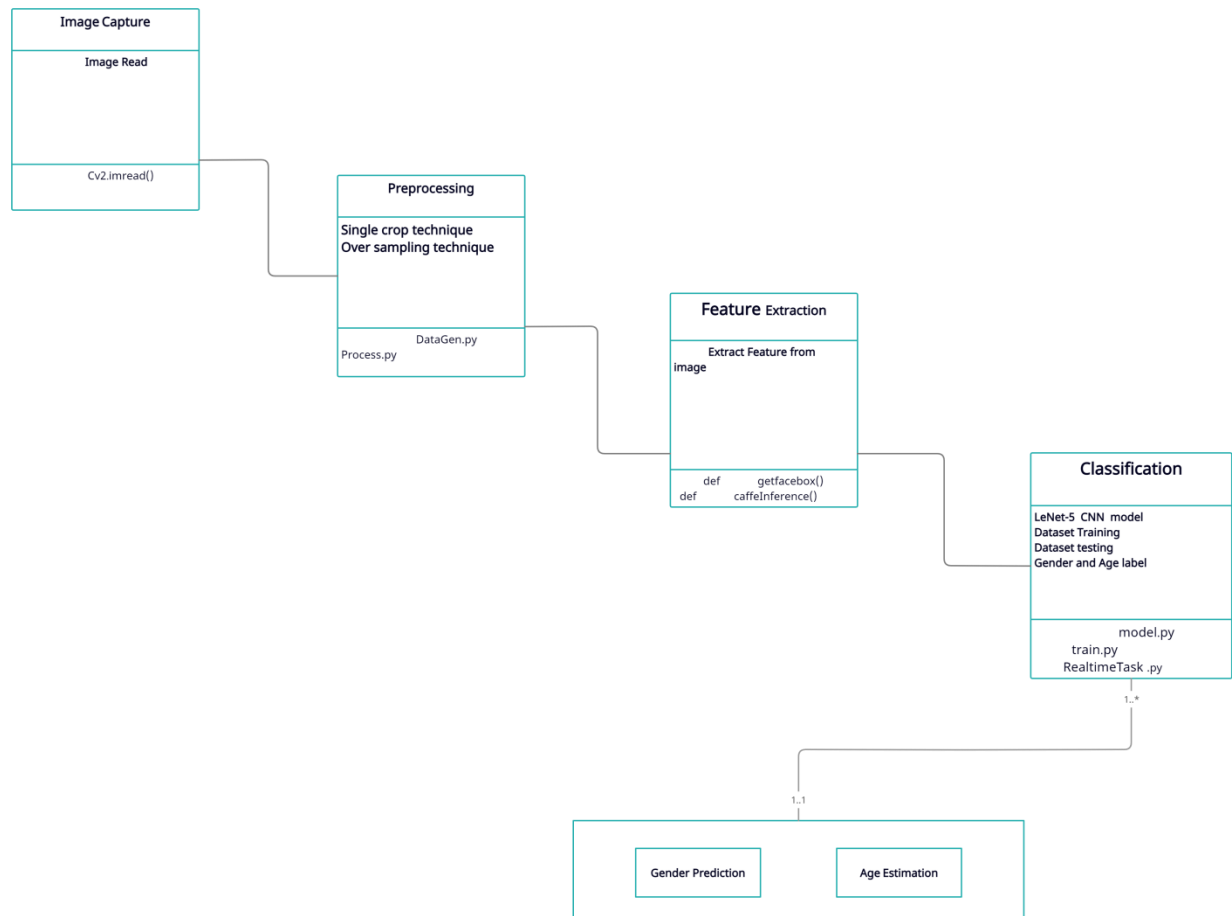 Image Capture
Image Read
Cv2.imread()
Preprocessing
Single crop technique
Over sampling technique
DataGen.py
Process.py
Feature Extraction
Extract Feature from
image
def getfacebox()
def caffeInference()
Classification
LeNet-5 CNN model
Dataset Training
Dataset testing
Gender and Age label
model.py
train.py
RealtimeTask .py
1..*
1..1
Gender Prediction
Age Estimation